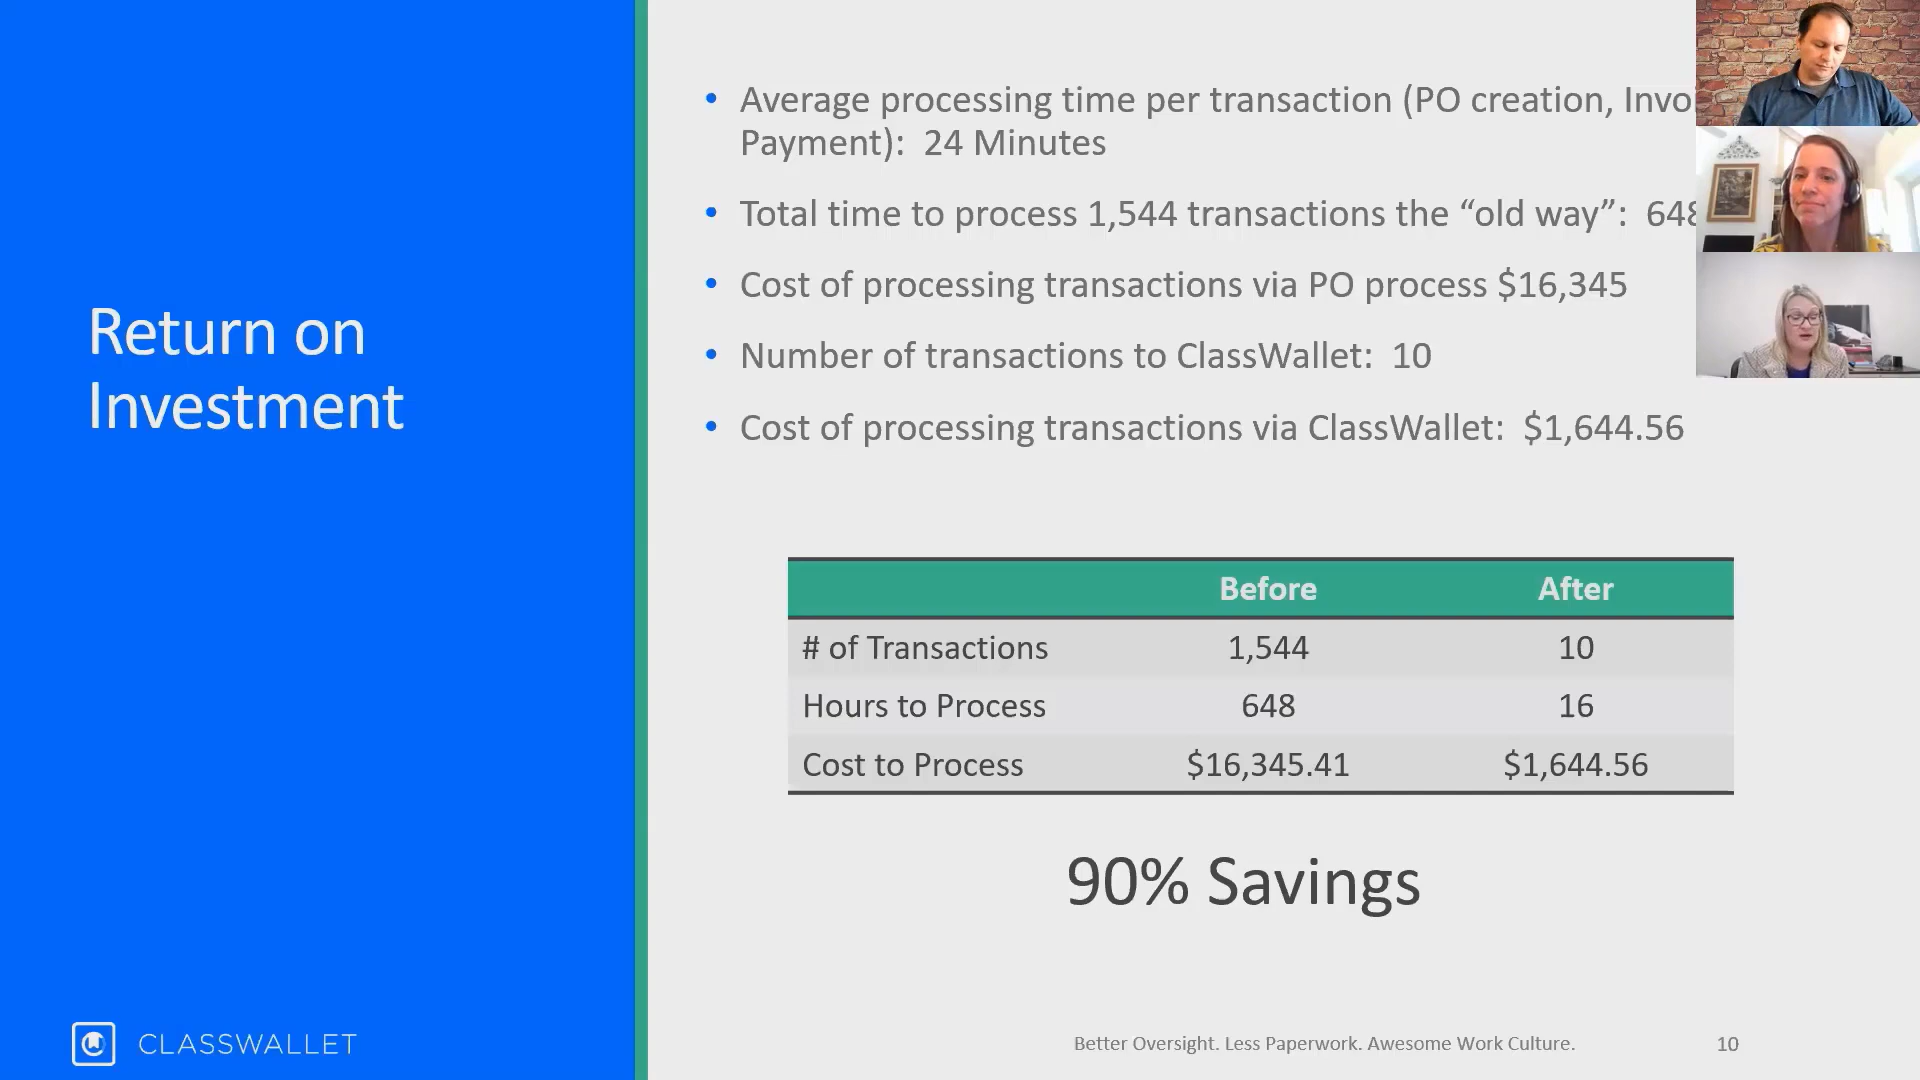 Return on
Investment
• Average processing time per transaction (PO creation,
Payment): 24 Minutes
• Total time to process 1,544 transactions the “old way”:
• Cost of processing transactions via PO process $16,345
• Number of transactions to ClassWallet: 10
• Cost of processing transactions via ClassWallet: $1,644.56
Before After
# of Transactions 1,544 10
Hours to Process 648 16
Cost to Process $16,345.41 $1,644.56
90% Savings
CLASSWALLET
Better Oversight. Less Paperwork. Awesome Work Culture.
10